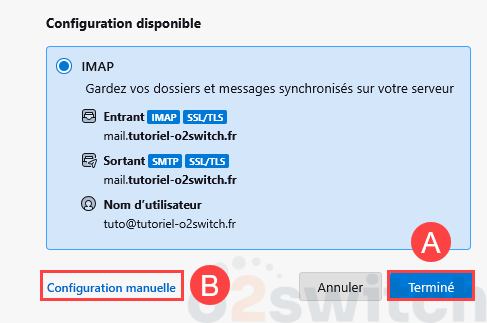 Configuration disponible
IMAP
Gardez vos dossiers et messages synchronisés sur votre serveur
Entrant IMAP SSL/TLS
mail.tutoriel-o2switch.fr
Sortant SMTP SSL/TLS
mail.tutoriel-o2switch.fr
Nom d’utilisateur
tuto@tutoriel-o2switch.fr
A
Configuration manuelle B Annuler Terminé
o2switch